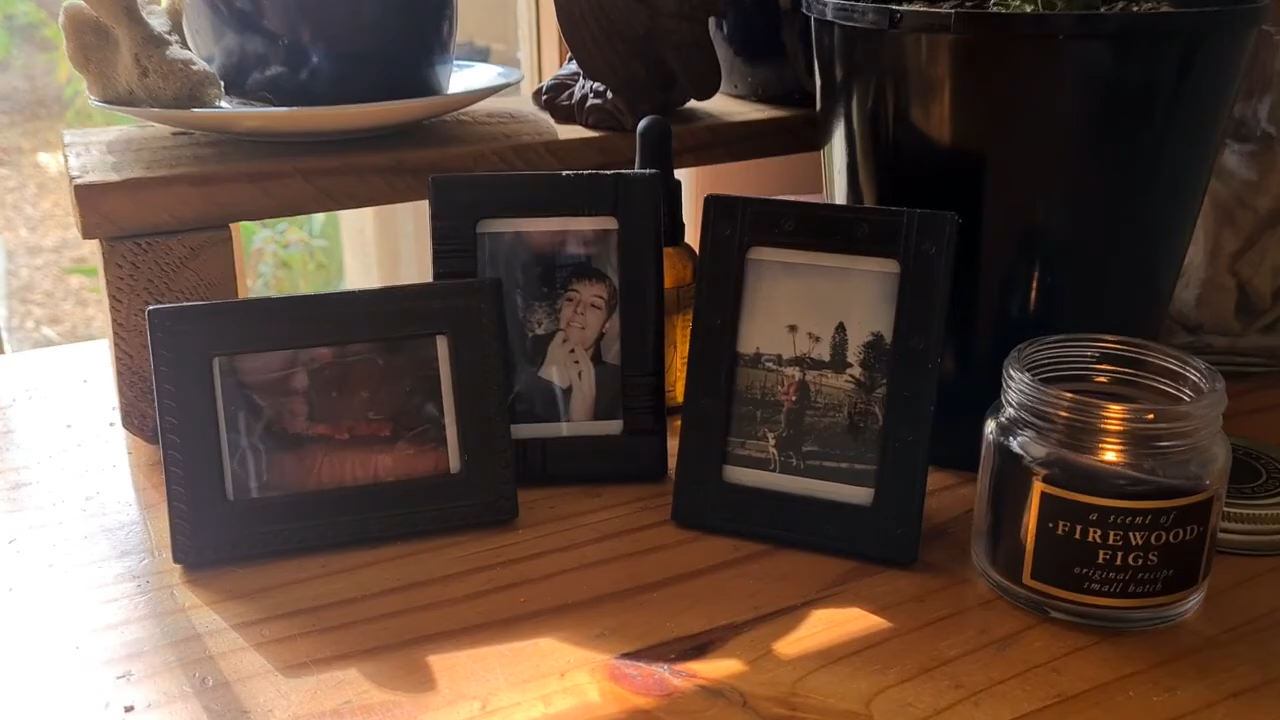 a scent of
·FIREWOOD·
FIGS
original recipe
small batch